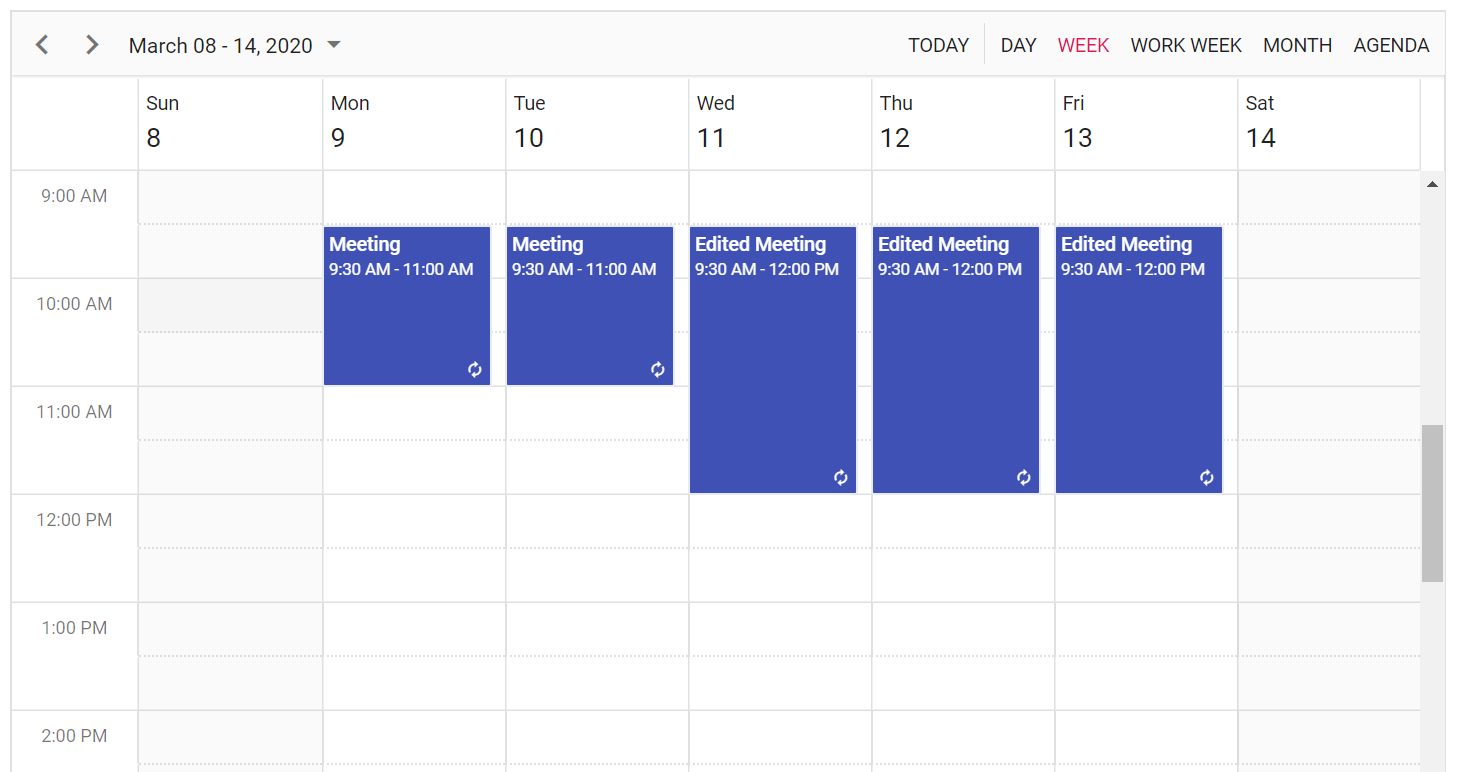 March 08 - 14, 2020 TODAY DAY WEEK WORK WEEK MONTH AGENDA
Sun Mon Tue Wed Thu Fri Sat
8 9 10 11 12 13 14
9:00 AM
Meeting Meeting Edited Meeting Edited Meeting Edited Meeting
9:30 AM - 11:00 AM 9:30 AM - 11:00 AM 9:30 AM - 12:00 PM 9:30 AM - 12:00 PM 9:30 AM - 12:00 PM
10:00 AM
11:00 AM
12:00 PM
1:00 PM
2:00 PM